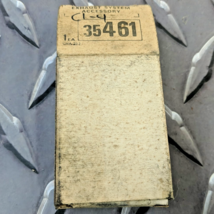 EXHAUST SYSTEM
ACCESSORY
CL-4
35461